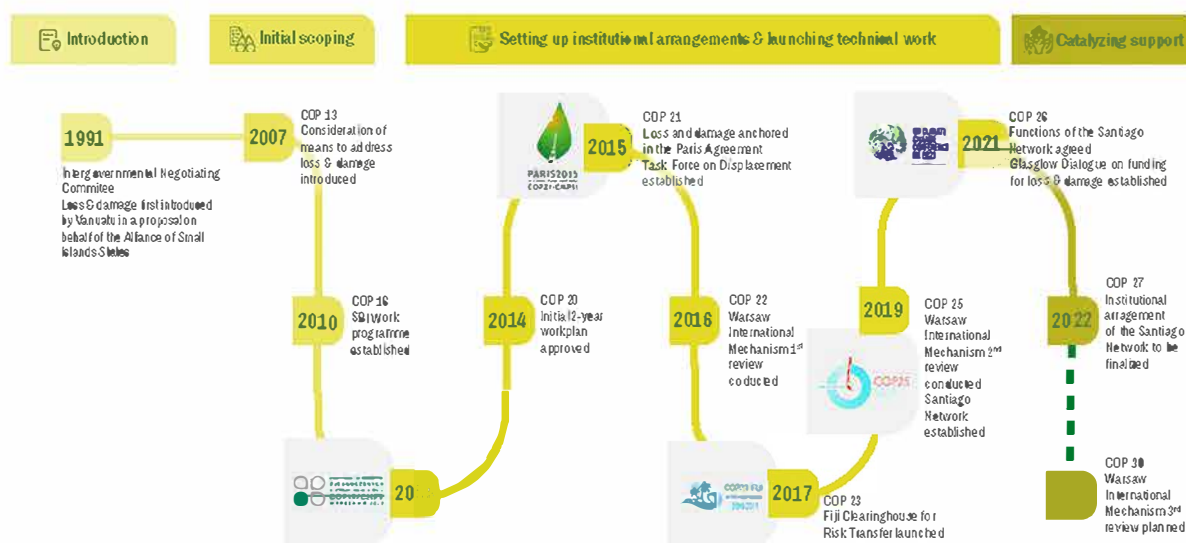 Introduction
Initial scoping
Setting up institutional arrangements & launching technical work
Catalyzing support
1991
Intergovernmental Negotiating
Commitee
Loss & damage first introduced
by Vanuatu in a proposal on
behalf of the Alliance of Small
Islands States
2007
COP 13
Consideration of
means to address
loss & damage
introduced
2010
COP 16
SBI Work
programme
established
20
2014
COP 20
Initial 2-year
workplan
approved
PARIS2015
COP21·CMP11
2015
COP 21
Loss and damage anchored
in the Paris Agreement
Task Force on Displacement
established
2016
COP 22
Warsaw
International
Mechanism 1st
review
coducted
COP23 FIJI
2017
COP 23
Fiji Clearinghouse for
Risk Transfer launched
2019
COP25
COP 25
Warsaw
International
Mechanism 2nd
review
conducted
Santiago
Network
established
2021
COP 26
Functions of the Santiago
Network agreed
Glasglow Dialogue on funding
for loss & damage established
2022
COP 27
Institutional
arragement
of the Santiago
Network to be
finalized
COP 30
Warsaw
International
Mechanism 3rd
review planned